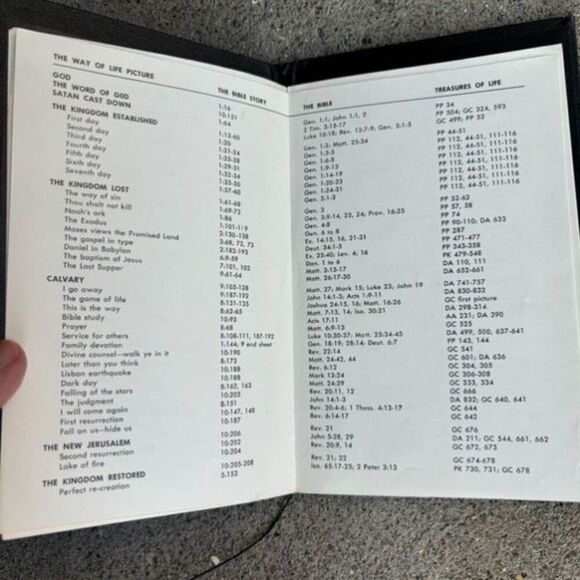 THE WAY OF LIFE PICTURE THE BIBLE STORY
GOD 1:16
THE WORD OF GOD 10:151
SATAN CAST DOWN 1:64
THE KINGDOM ESTABLISHED 1:12-60
First day 1:20
Second day 1:21-24
Third day 1:25-28
Fourth day 1:29-31
Fifth day 1:32-34
Sixth day 1:35-50
Seventh day 1:57-60
THE KINGDOM LOST
The way of sin 1:61-68
Thou shalt not kill 1:69-72
Noah's ark 1:86
The Exodus 1:101-119
Moses views the Promised Land 2:130-138
The gospel in type 3:68, 72, 75
Daniel in Babylon 2:181-192
The baptism of Jesus 6:9-59
The Last Supper 7:101, 102
9:61-64
CALVARY
I go away 9:105-128
The game of life 9:187-192
This is the way 8:131-135
Bible study 8:62-65
Prayer 10:92
Service for others 8:68
Family devotion 8:108-111, 187-192
Divine counsel—walk ye in it 1:144; 9 end sheet
Later than you think 10:190
Lisbon earthquake 8:173
Dark day 10:188
Falling of the stars 10:188
The judgment 8:162, 163
I will come again 10:203
First resurrection 8:151
Fall on us—hide us 10:147, 148
10:187
THE NEW JERUSALEM
Second resurrection 10:206
Lake of fire 10:202
10:205-208
THE KINGDOM RESTORED 5:153
Perfect re-creation
THE BIBLE TREASURES OF LIFE
PP 34
Gen. 1:1; John 1:1, 2 PP 504; GC 324, 593
2 Tim. 3:15-17 GC 499; PP 52
Luke 10:18; Rev. 12:7-9; Gen. 3:1-5
PP 44-51
Gen. 1:2; Matt. 25:34 PP 112, 44-51, 111-116
Gen. 1:3-5 PP 112, 44-51, 111-116
Gen. 1:6-8 PP 112, 44-51, 111-116
Gen. 1:9-13 PP 112, 44-51, 111-116
Gen. 1:14-19 PP 112, 44-51, 111-116
Gen. 1:20-23 PP 112, 44-51, 111-116
Gen. 1:24-31 PP 112, 44-51, 111-116
Gen. 2:1-3
PP 52-62
Gen. 3 PP 57, 58
Gen. 3:9-14, 23, 24; Prov. 16:25 PP 74
Gen. 4:8 PP 90-110; DA 633
Gen. 6 to 8 PP 287
Ex. 14:15, 16, 21-31 PP 471-477
Deut. 34:1-5 PP 343-358
Ex. 25:40; Lev. 4; 16 PK 479-548
Dan. 1 to 6 DA 110, 111
Matt. 3:13-17 DA 652-661
Matt. 26:17-30
DA 741-757
Matt. 27; Mark 15; Luke 23; John 19 DA 830-832
John 14:1-3; Acts 1:9-11 GC first picture
Joshua 24:15; Matt. 16:26 DA 298-314
Matt. 7:13, 14; Isa. 30:21 AA 231; DA 390
Acts 17:11 GC 525
Matt. 6:9-13 DA 499, 500, 637-641
Luke 10:30-37; Matt. 25:34-45 PP 143, 144
Gen. 18:19; 28:14; Deut. 6:7 GC 541
Rev. 22:14 GC 601; DA 636
Matt. 24:42, 44 GC 304, 305
Rev. 6:12 GC 306-308
Mark 13:24 GC 333, 334
Matt. 24:29 GC 666
Rev. 20:11, 12 DA 832; GC 640, 641
John 14:1-3 GC 644
Rev. 20:4-6; 1 Thess. 4:13-17 GC 642
Rev. 6:14-17
GC 676
Rev. 21 DA 211; GC 544, 661, 662
John 5:28, 29 GC 672, 673
Rev. 20:9, 14
GC 674-678
Rev. 21; 22 PK 730, 731; GC 678
Isa. 65:17-25; 2 Peter 3:13